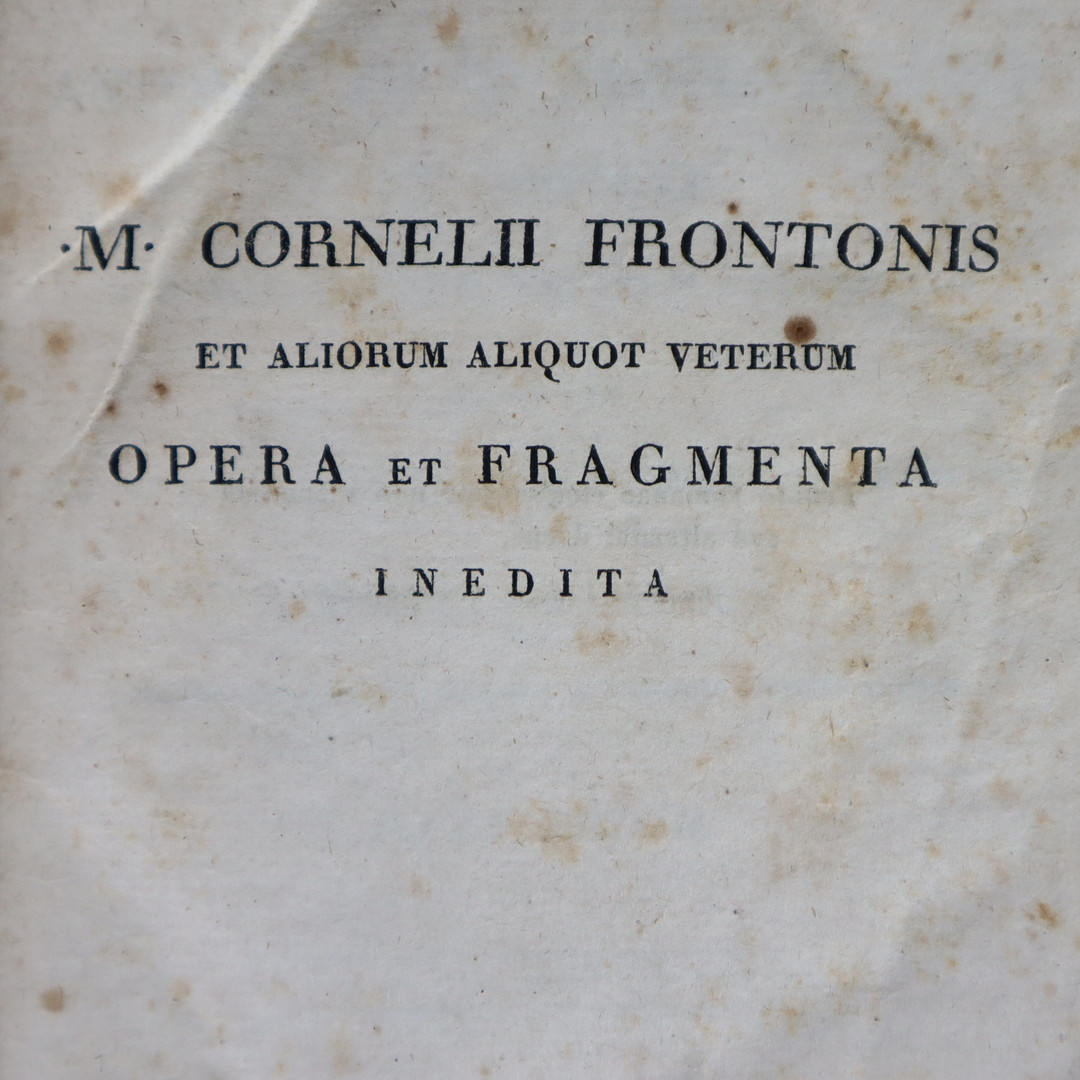 ·M· CORNELII FRONTONIS
ET ALIORUM ALIQUOT VETERUM
OPERA ET FRAGMENTA
INEDITA